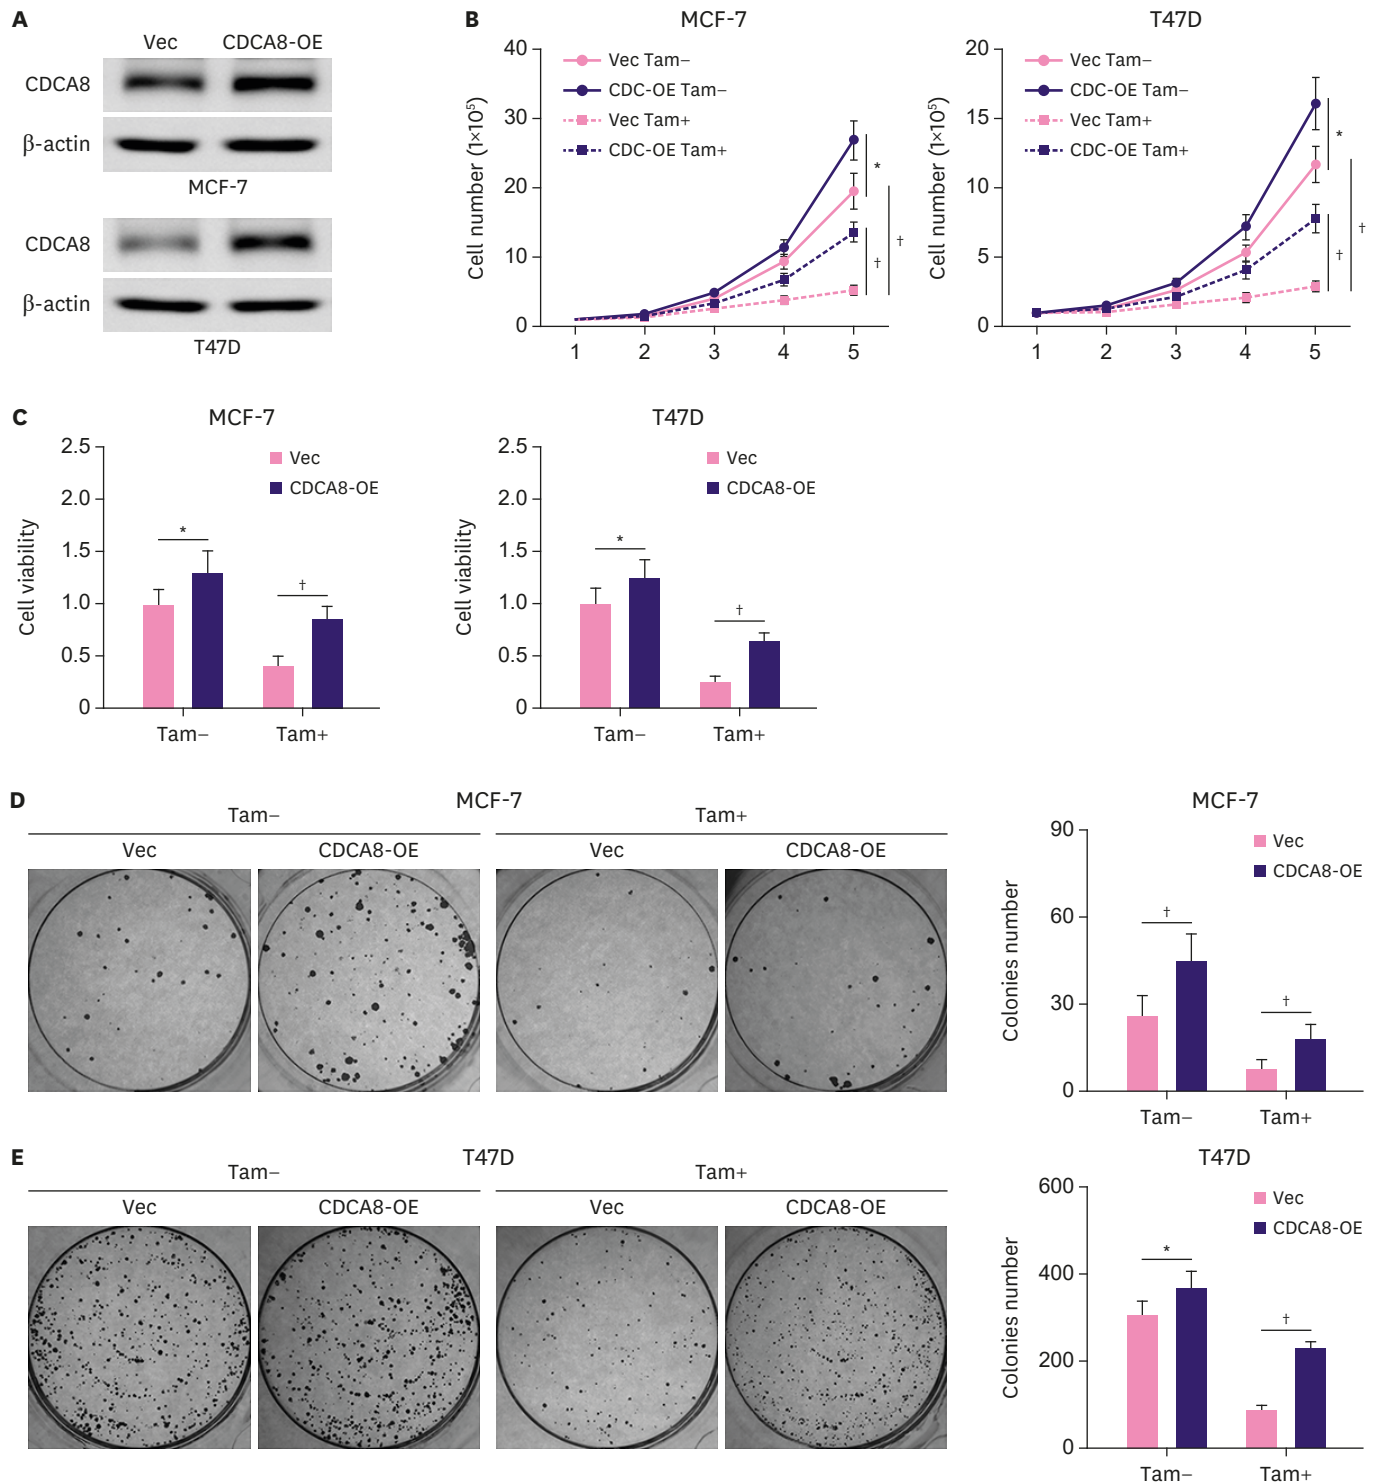 A
Vec CDCA8-OE
CDCA8
β-actin
MCF-7
CDCA8
β-actin
T47D
B
MCF-7
Cell number (1×10⁵)
40
30
20
10
0
Vec Tam−
CDC-OE Tam−
Vec Tam+
CDC-OE Tam+
*
†
†
1 2 3 4 5
T47D
Cell number (1×10⁵)
20
15
10
5
0
Vec Tam−
CDC-OE Tam−
Vec Tam+
CDC-OE Tam+
*
†
†
1 2 3 4 5
C
MCF-7
Cell viability
2.5
2.0
1.5
1.0
0.5
0
Vec
CDCA8-OE
*
†
Tam− Tam+
T47D
Cell viability
2.5
2.0
1.5
1.0
0.5
0
Vec
CDCA8-OE
*
†
Tam− Tam+
D
MCF-7
Tam− Tam+
Vec CDCA8-OE Vec CDCA8-OE
MCF-7
Colonies number
90
60
30
0
Vec
CDCA8-OE
†
†
Tam− Tam+
E
T47D
Tam− Tam+
Vec CDCA8-OE Vec CDCA8-OE
T47D
Colonies number
600
400
200
0
Vec
CDCA8-OE
*
†
Tam− Tam+